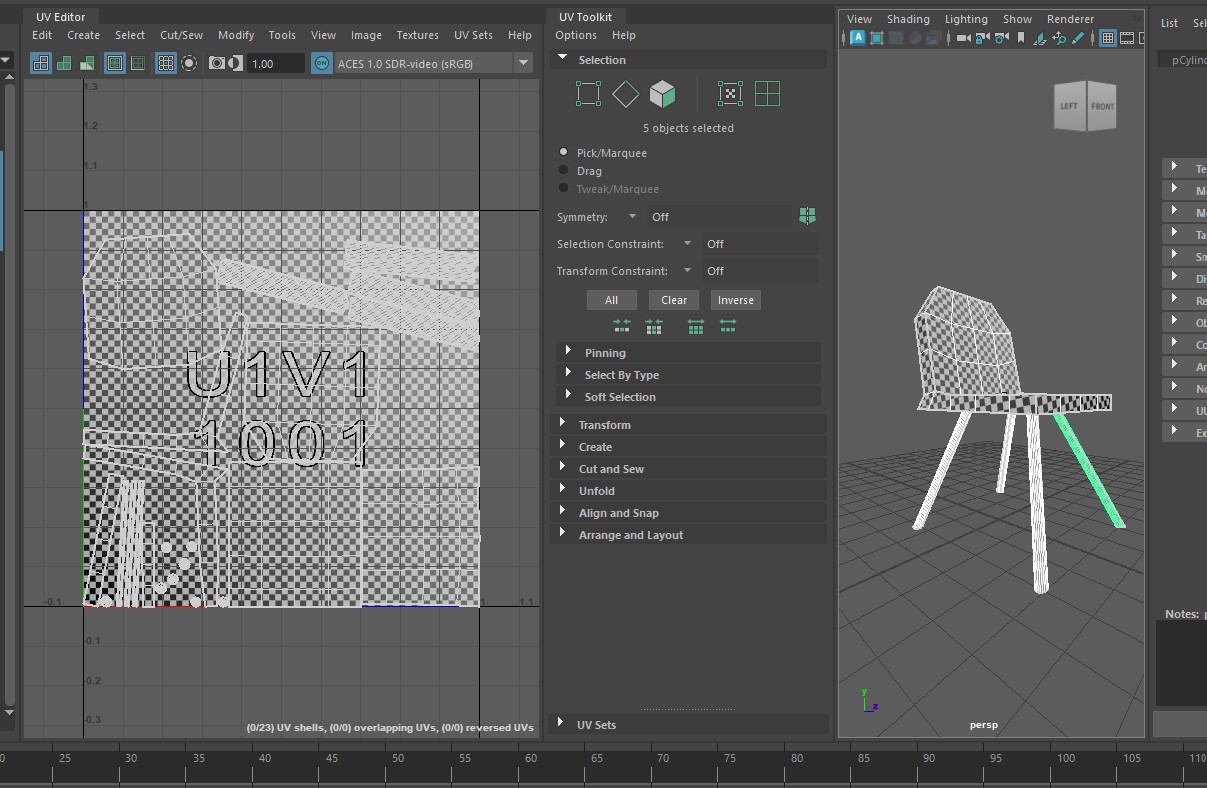 UV Editor
Edit Create Select Cut/Sew Modify Tools View Image Textures UV Sets Help
1.00 ON ACES 1.0 SDR-video (sRGB)
1.3
1.2
1.1
1
U1V1
1001
-0.1 1 1.1
-0.1
-0.2
-0.3
(0/23) UV shells, (0/0) overlapping UVs, (0/0) reversed UVs
UV Toolkit
Options Help
Selection
5 objects selected
Pick/Marquee
Drag
Tweak/Marquee
Symmetry: Off
Selection Constraint: Off
Transform Constraint: Off
All Clear Inverse
Pinning
Select By Type
Soft Selection
Transform
Create
Cut and Sew
Unfold
Align and Snap
Arrange and Layout
UV Sets
View Shading Lighting Show Renderer
A
LEFT FRONT
y
z
persp
List Sel
pCylinc
Te
M
M
Ta
Sn
Di
Re
Ob
Co
An
No
UU
Ex
Notes: p
0 25 30 35 40 45 50 55 60 65 70 75 80 85 90 95 100 105 110